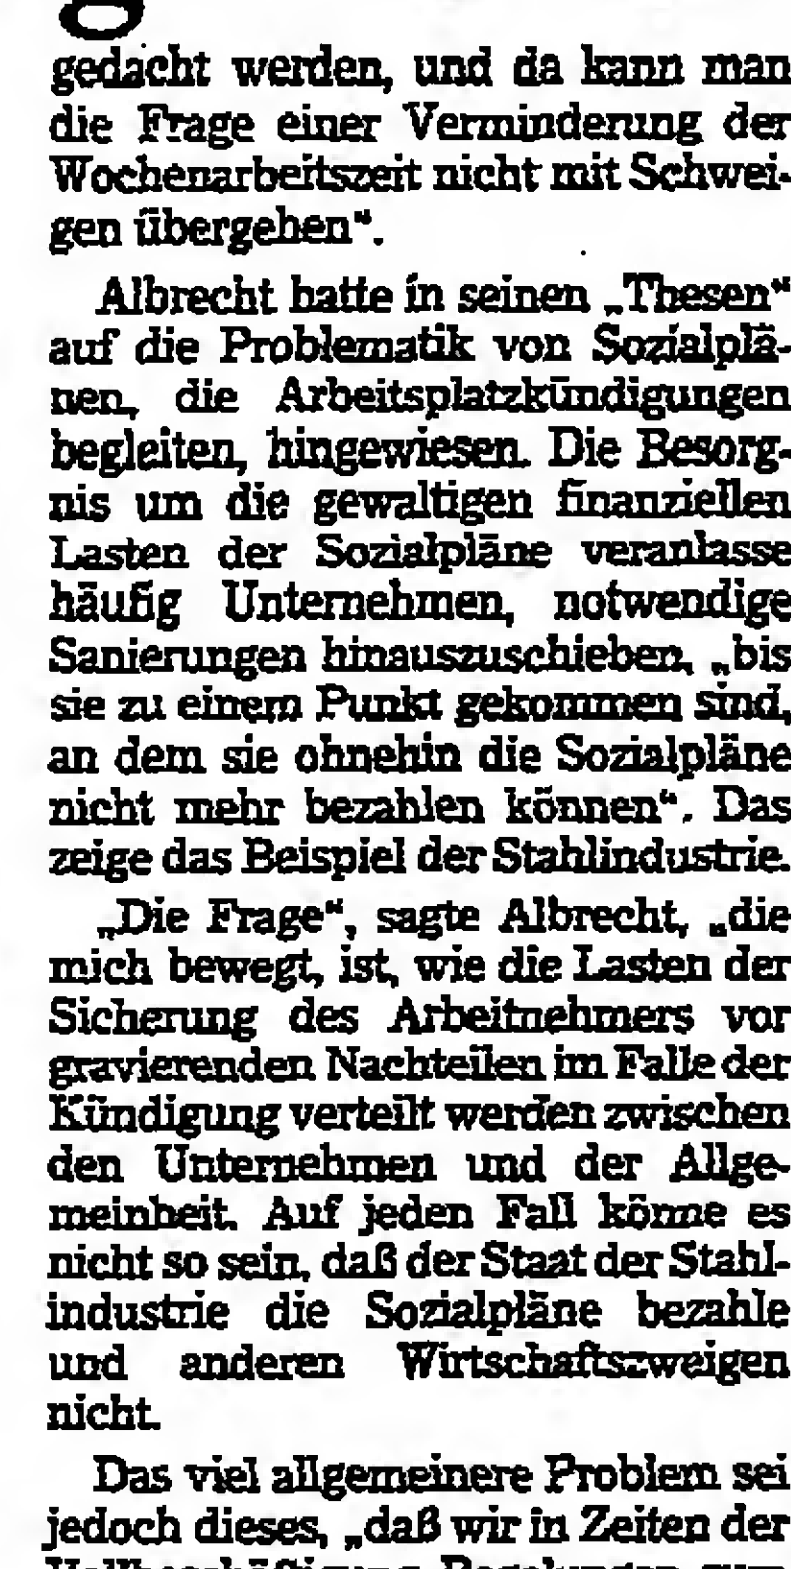 gedacht werden, und da kann man
die Frage einer Verminderung der
Wochenarbeitszeit nicht mit Schwei-
gen übergehen“.
Albrecht hatte in seinen „Thesen“
auf die Problematik von Sozialplä-
nen, die Arbeitsplatzkündigungen
begleiten, hingewiesen. Die Besorg-
nis um die gewaltigen finanziellen
Lasten der Sozialpläne veranlasse
häufig Unternehmen, notwendige
Sanierungen hinauszuschieben, „bis
sie zu einem Punkt gekommen sind,
an dem sie ohnehin die Sozialpläne
nicht mehr bezahlen können“. Das
zeige das Beispiel der Stahlindustrie.
„Die Frage“, sagte Albrecht, „die
mich bewegt, ist, wie die Lasten der
Sicherung des Arbeitnehmers vor
gravierenden Nachteilen im Falle der
Kündigung verteilt werden zwischen
den Unternehmen und der Allge-
meinheit. Auf jeden Fall könne es
nicht so sein, daß der Staat der Stahl-
industrie die Sozialpläne bezahle
und anderen Wirtschaftszweigen
nicht.
Das viel allgemeinere Problem sei
jedoch dieses, „daß wir in Zeiten der